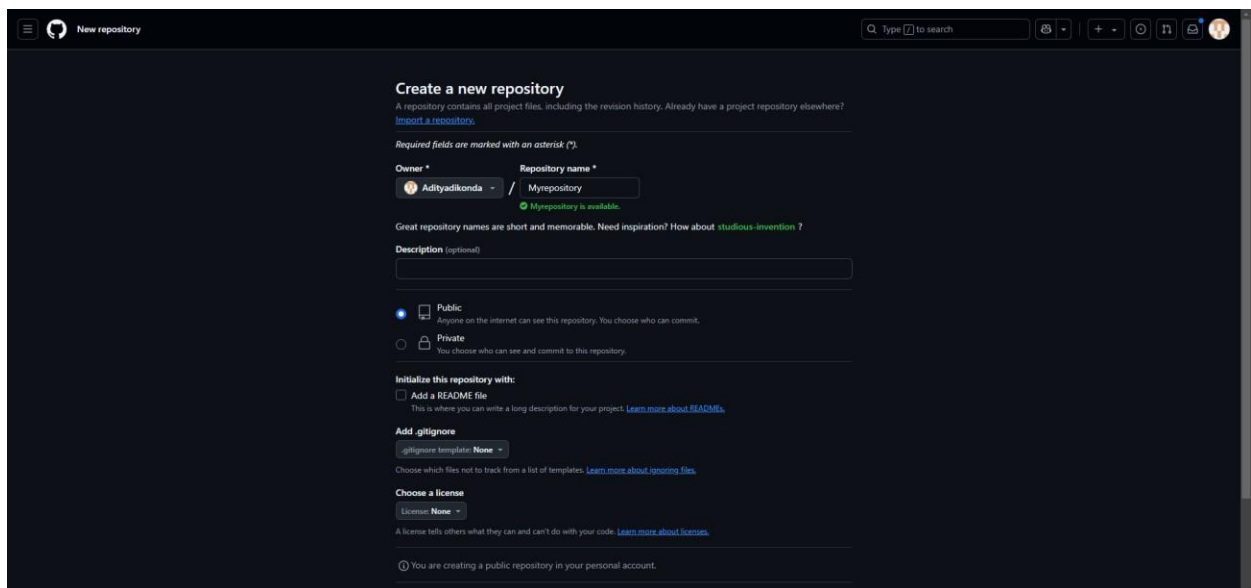 New repository
Type / to search
Create a new repository
A repository contains all project files, including the revision history. Already have a project repository elsewhere?
Import a repository.
Required fields are marked with an asterisk (*).
Owner * Repository name *
Adityadikonda / Myrepository
Myrepository is available.
Great repository names are short and memorable. Need inspiration? How about studious-invention ?
Description (optional)
Public
Anyone on the internet can see this repository. You choose who can commit.
Private
You choose who can see and commit to this repository.
Initialize this repository with:
Add a README file
This is where you can write a long description for your project. Learn more about READMEs.
Add .gitignore
.gitignore template: None
Choose which files not to track from a list of templates. Learn more about ignoring files.
Choose a license
License: None
A license tells others what they can and can't do with your code. Learn more about licenses.
You are creating a public repository in your personal account.